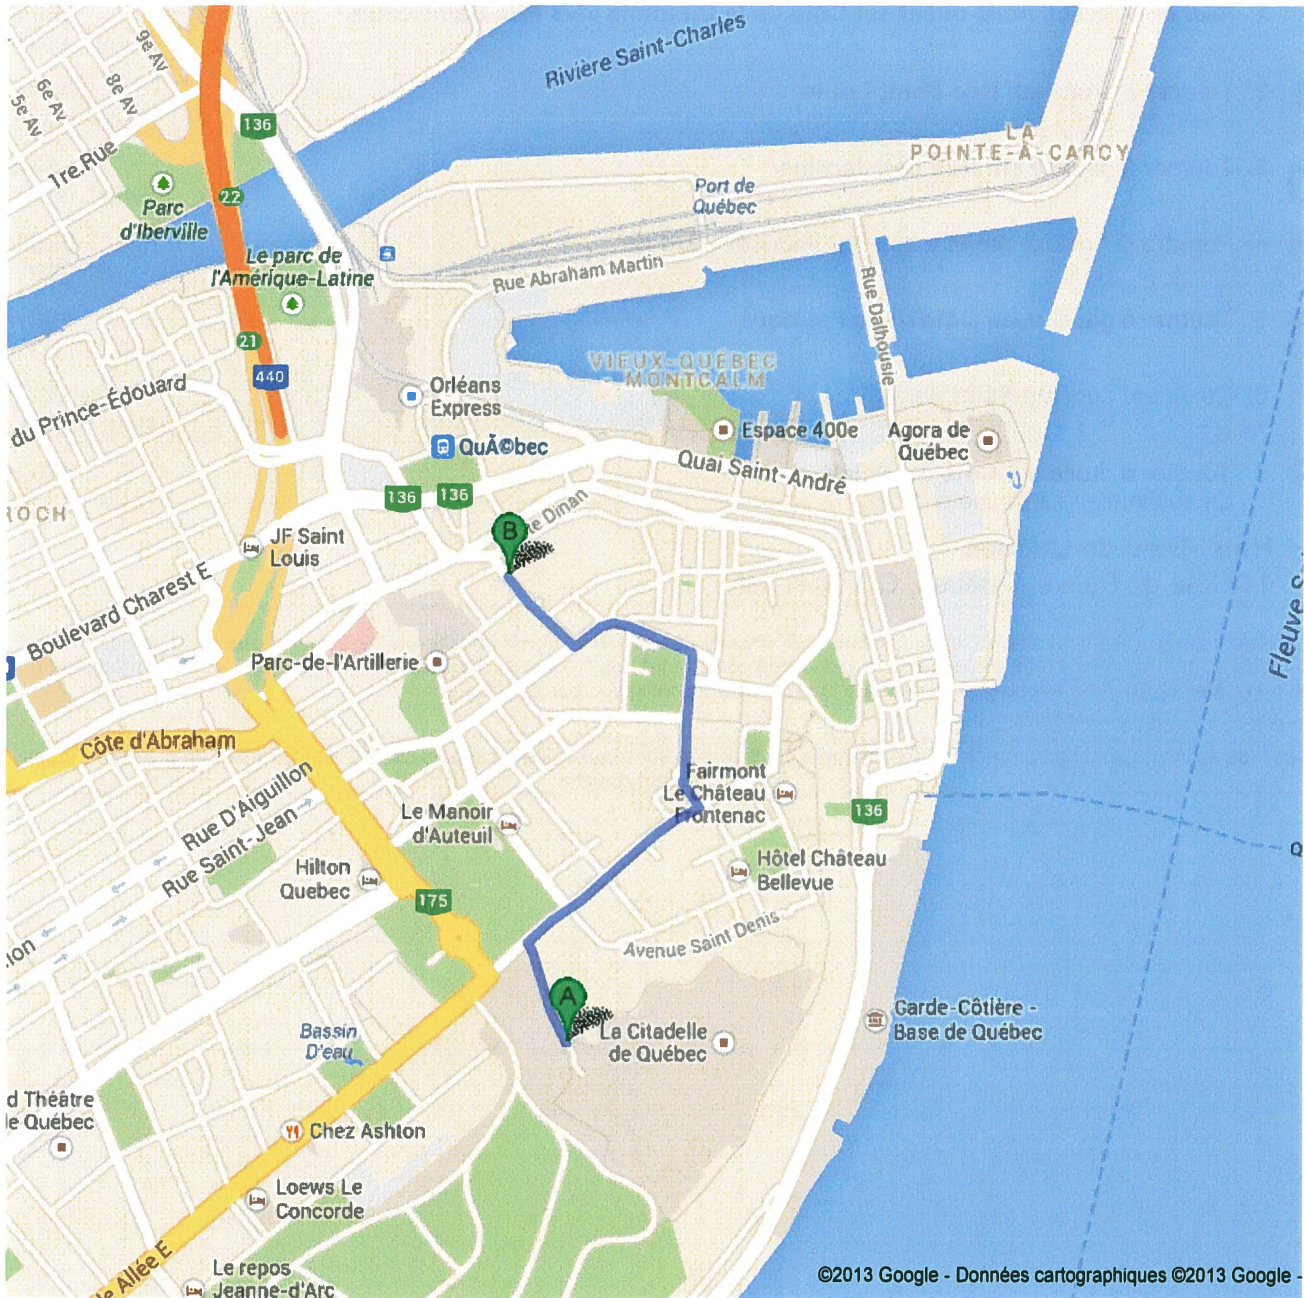 9e Av
8e Av
6e Av
5e Av
1re Rue
136
Rivière Saint-Charles
LA
POINTE-À-CARCY
Port de
Québec
22
Parc
d'Iberville
Le parc de
l'Amérique-Latine
Rue Abraham Martin
Rue Dalhousie
21
VIEUX-QUÉBEC
- MONTCALM
440
du Prince-Édouard
Orléans
Express
QuÃ©bec
Espace 400e
Agora de
Québec
Quai Saint-André
136
136
ROCH
Dinan
B
JF Saint
Louis
Boulevard Charest E
Fleuve S
Parc-de-l'Artillerie
Côte d'Abraham
Rue D'Aiguillon
Rue Saint-Jean
Fairmont
Le Château
Frontenac
136
Le Manoir
d'Auteuil
Hôtel Château
Bellevue
Hilton
Quebec
Q
175
Avenue Saint Denis
A
La Citadelle
de Québec
Garde-Côtière -
Base de Québec
Bassin
D'eau
d Théâtre
de Québec
Chez Ashton
Loews Le
Concorde
Allée E
Le repos
Jeanne-d'Arc
©2013 Google - Données cartographiques ©2013 Google -